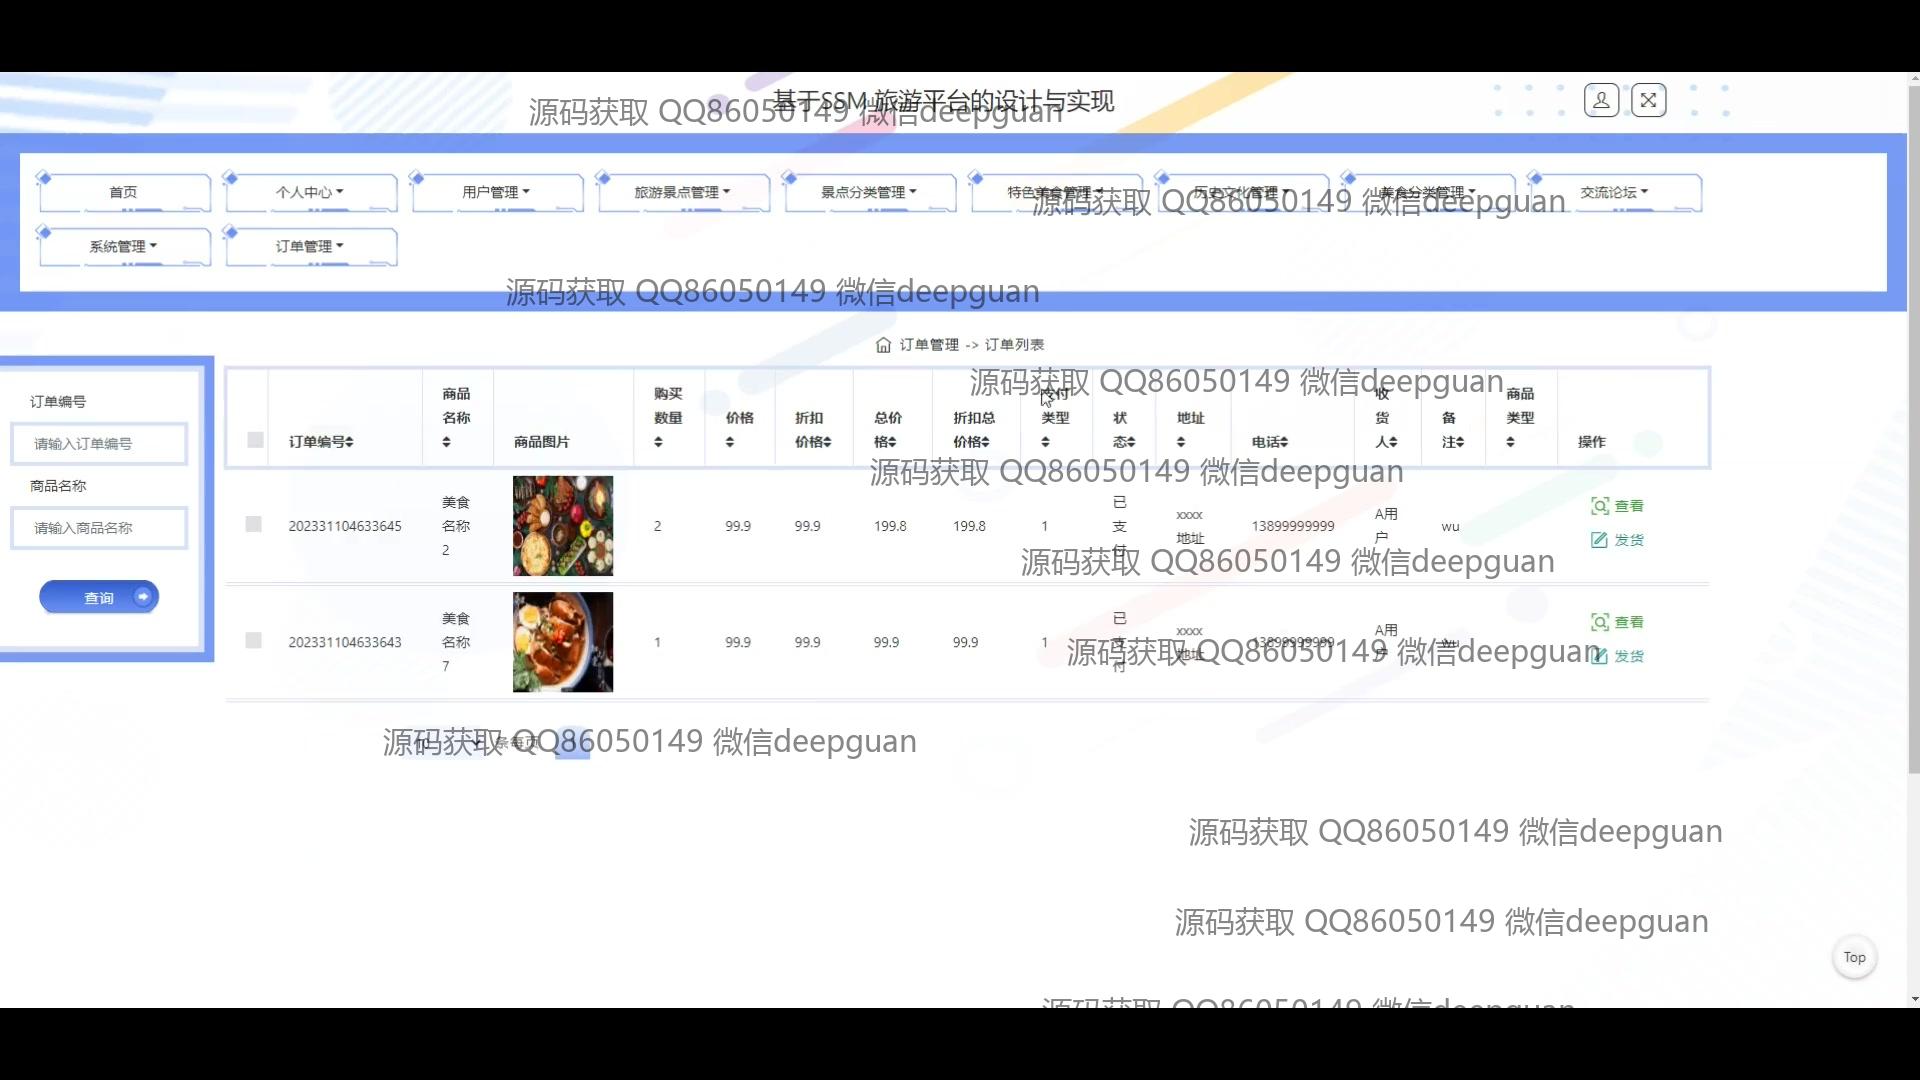 基于SSM 旅游平台的设计与实现
源码获取 QQ86050149 微信deepguan
首页 个人中心 用户管理 旅游景点管理 景点分类管理 特色美食管理 历史文化管理 美食分类管理 交流论坛
源码获取 QQ86050149 微信deepguan
系统管理 订单管理
源码获取 QQ86050149 微信deepguan
订单管理 -> 订单列表
源码获取 QQ86050149 微信deepguan
订单编号
请输入订单编号
商品名称
请输入商品名称
查询
订单编号 商品名称 商品图片 购买数量 价格 折扣价格 总价格 折扣总价格 支付类型 状态 地址 电话 收货人 备注 商品类型 操作
源码获取 QQ86050149 微信deepguan
202331104633645 美食名称2 2 99.9 99.9 199.8 199.8 1 已支付 xxxx地址 13899999999 A用户 wu 查看
发货
源码获取 QQ86050149 微信deepguan
202331104633643 美食名称7 1 99.9 99.9 99.9 99.9 1 已支付 xxxx地址 13899999999 A用户 wu 查看
发货
源码获取 QQ86050149 微信deepguan
条每页
源码获取 QQ86050149 微信deepguan
源码获取 QQ86050149 微信deepguan
源码获取 QQ86050149 微信deepguan
Top
源码获取 QQ86050149 微信deepguan